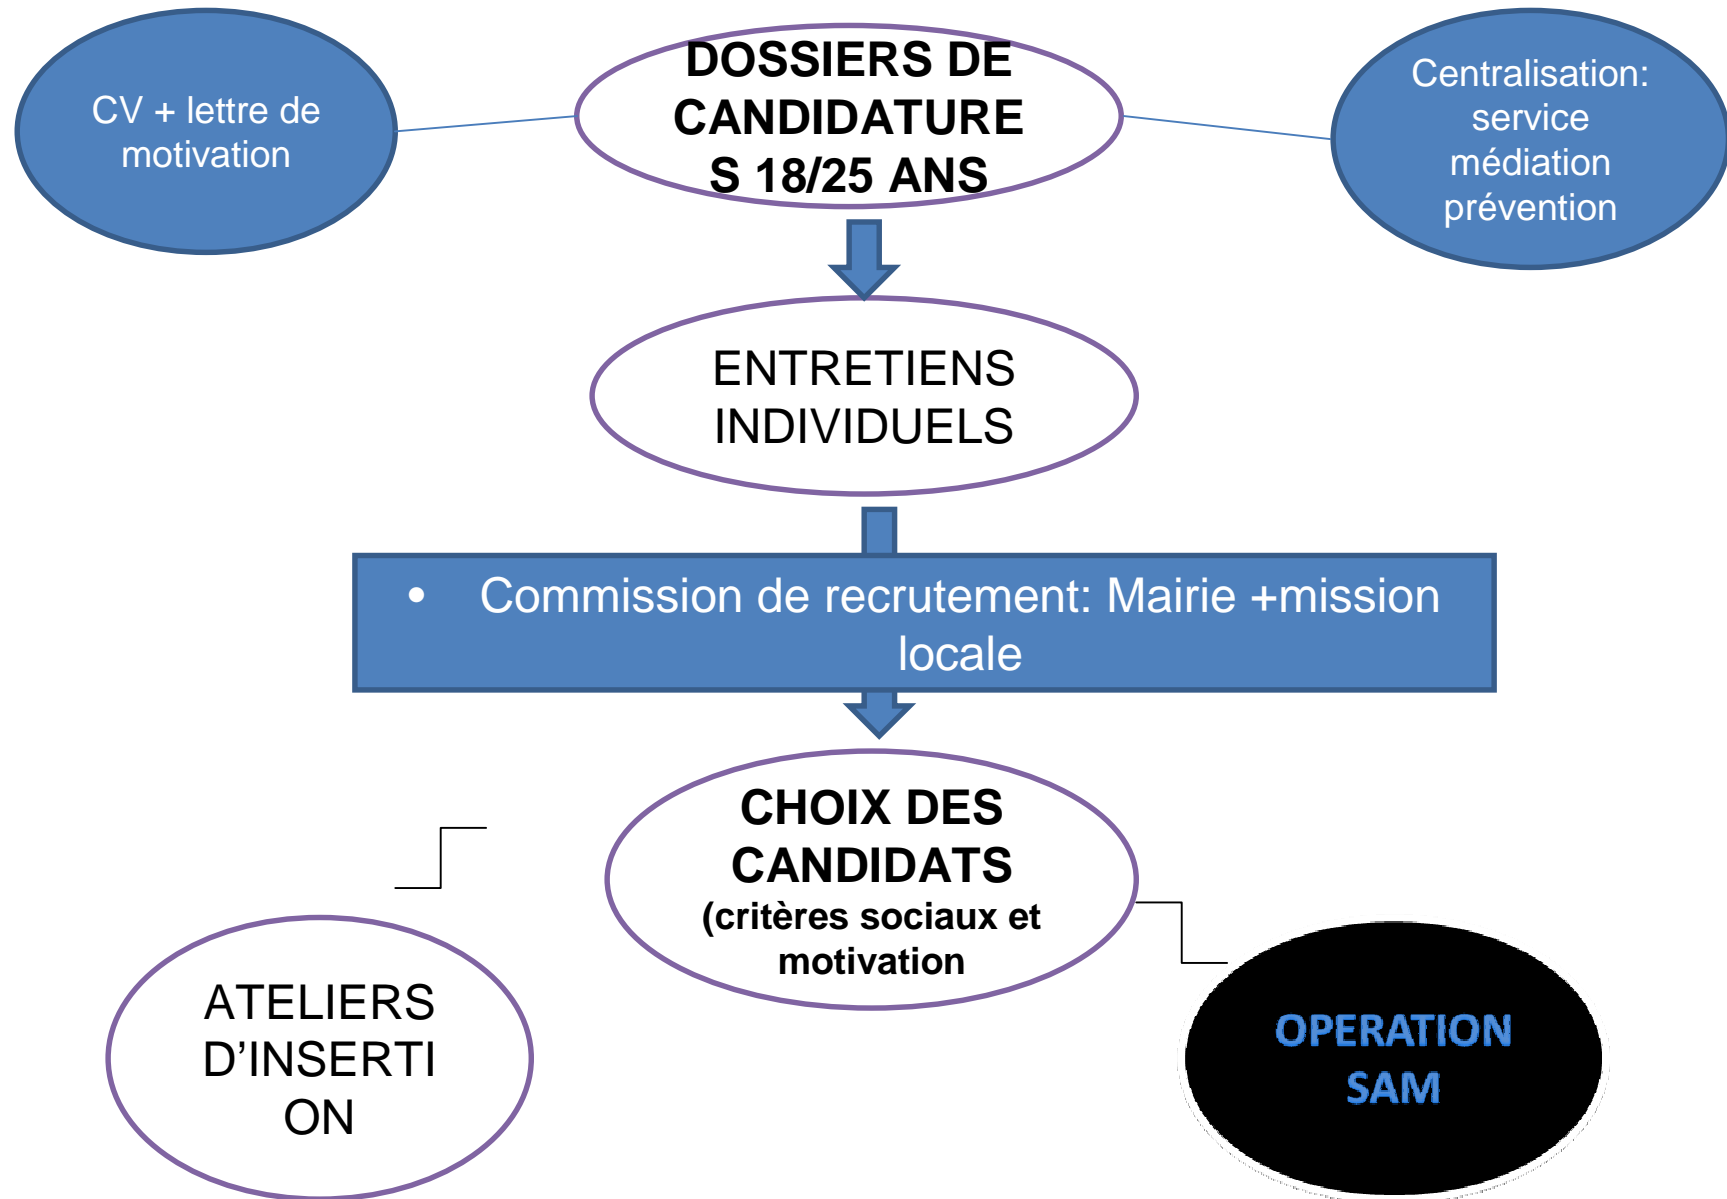 CV + lettre de
motivation
DOSSIERS DE
CANDIDATURE
S 18/25 ANS
Centralisation:
service
médiation
prévention
ENTRETIENS
INDIVIDUELS
• Commission de recrutement: Mairie +mission
locale
CHOIX DES
CANDIDATS
(critères sociaux et
motivation
ATELIERS
D’INSERTI
ON
OPERATION
SAM